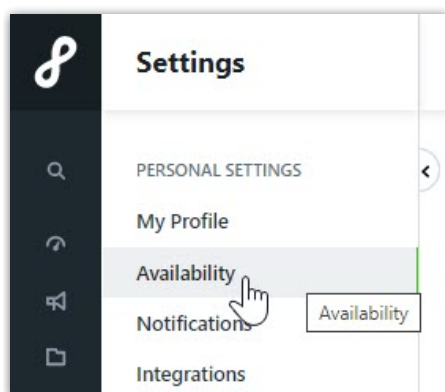 Settings
PERSONAL SETTINGS
My Profile
Availability
Notifications
Availability
Integrations